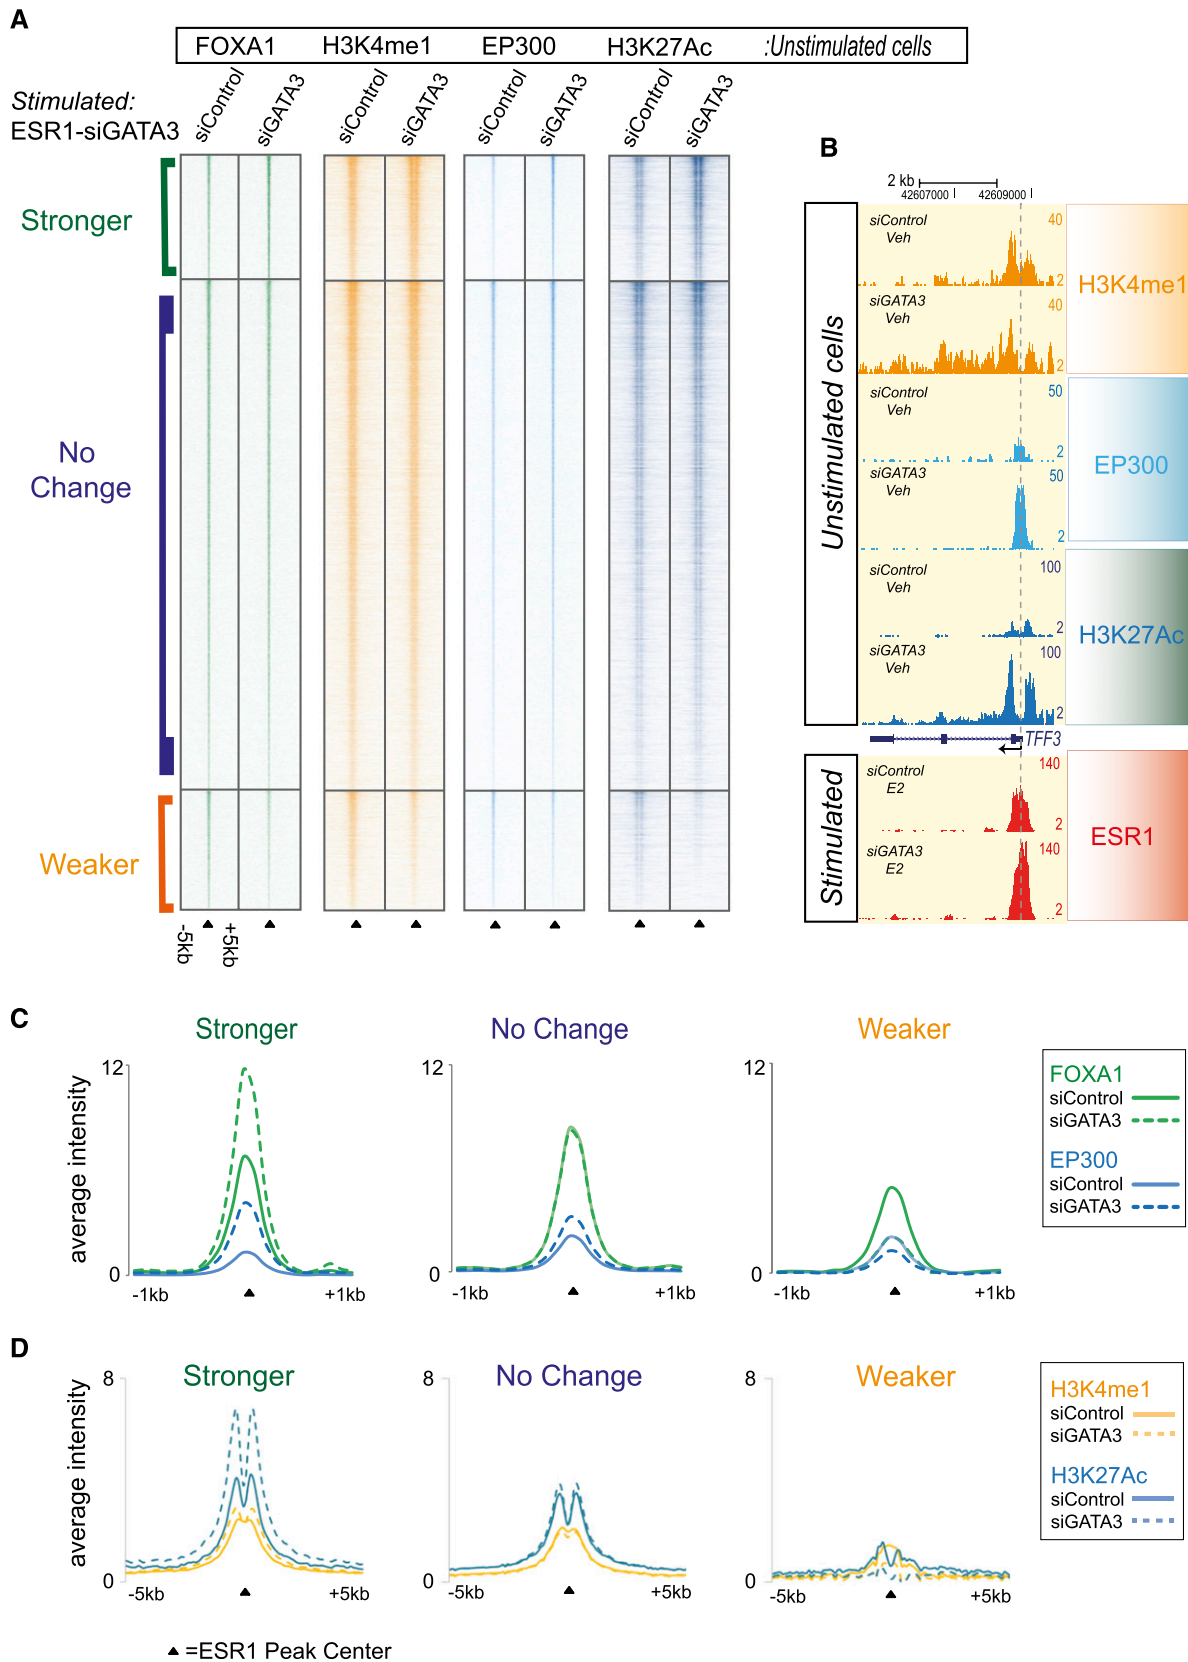 A
FOXA1 H3K4me1 EP300 H3K27Ac :Unstimulated cells
Stimulated:
ESR1-siGATA3
siControl siGATA3 siControl siGATA3 siControl siGATA3 siControl siGATA3
Stronger
No
Change
Weaker
-5kb +5kb
B
2 kb
42607000 42609000
Unstimulated cells
siControl
Veh
40
2
H3K4me1
siGATA3
Veh
40
2
siControl
Veh
50
2
EP300
siGATA3
Veh
50
2
siControl
Veh
100
2
H3K27Ac
siGATA3
Veh
100
2
TFF3
Stimulated
siControl
E2
140
2
ESR1
siGATA3
E2
140
2
C
Stronger No Change Weaker
average intensity
12 12 12
0 0 0
-1kb +1kb -1kb +1kb -1kb +1kb
FOXA1
siControl
siGATA3
EP300
siControl
siGATA3
D
Stronger No Change Weaker
average intensity
8 8 8
0 0 0
-5kb +5kb -5kb +5kb -5kb +5kb
H3K4me1
siControl
siGATA3
H3K27Ac
siControl
siGATA3
=ESR1 Peak Center